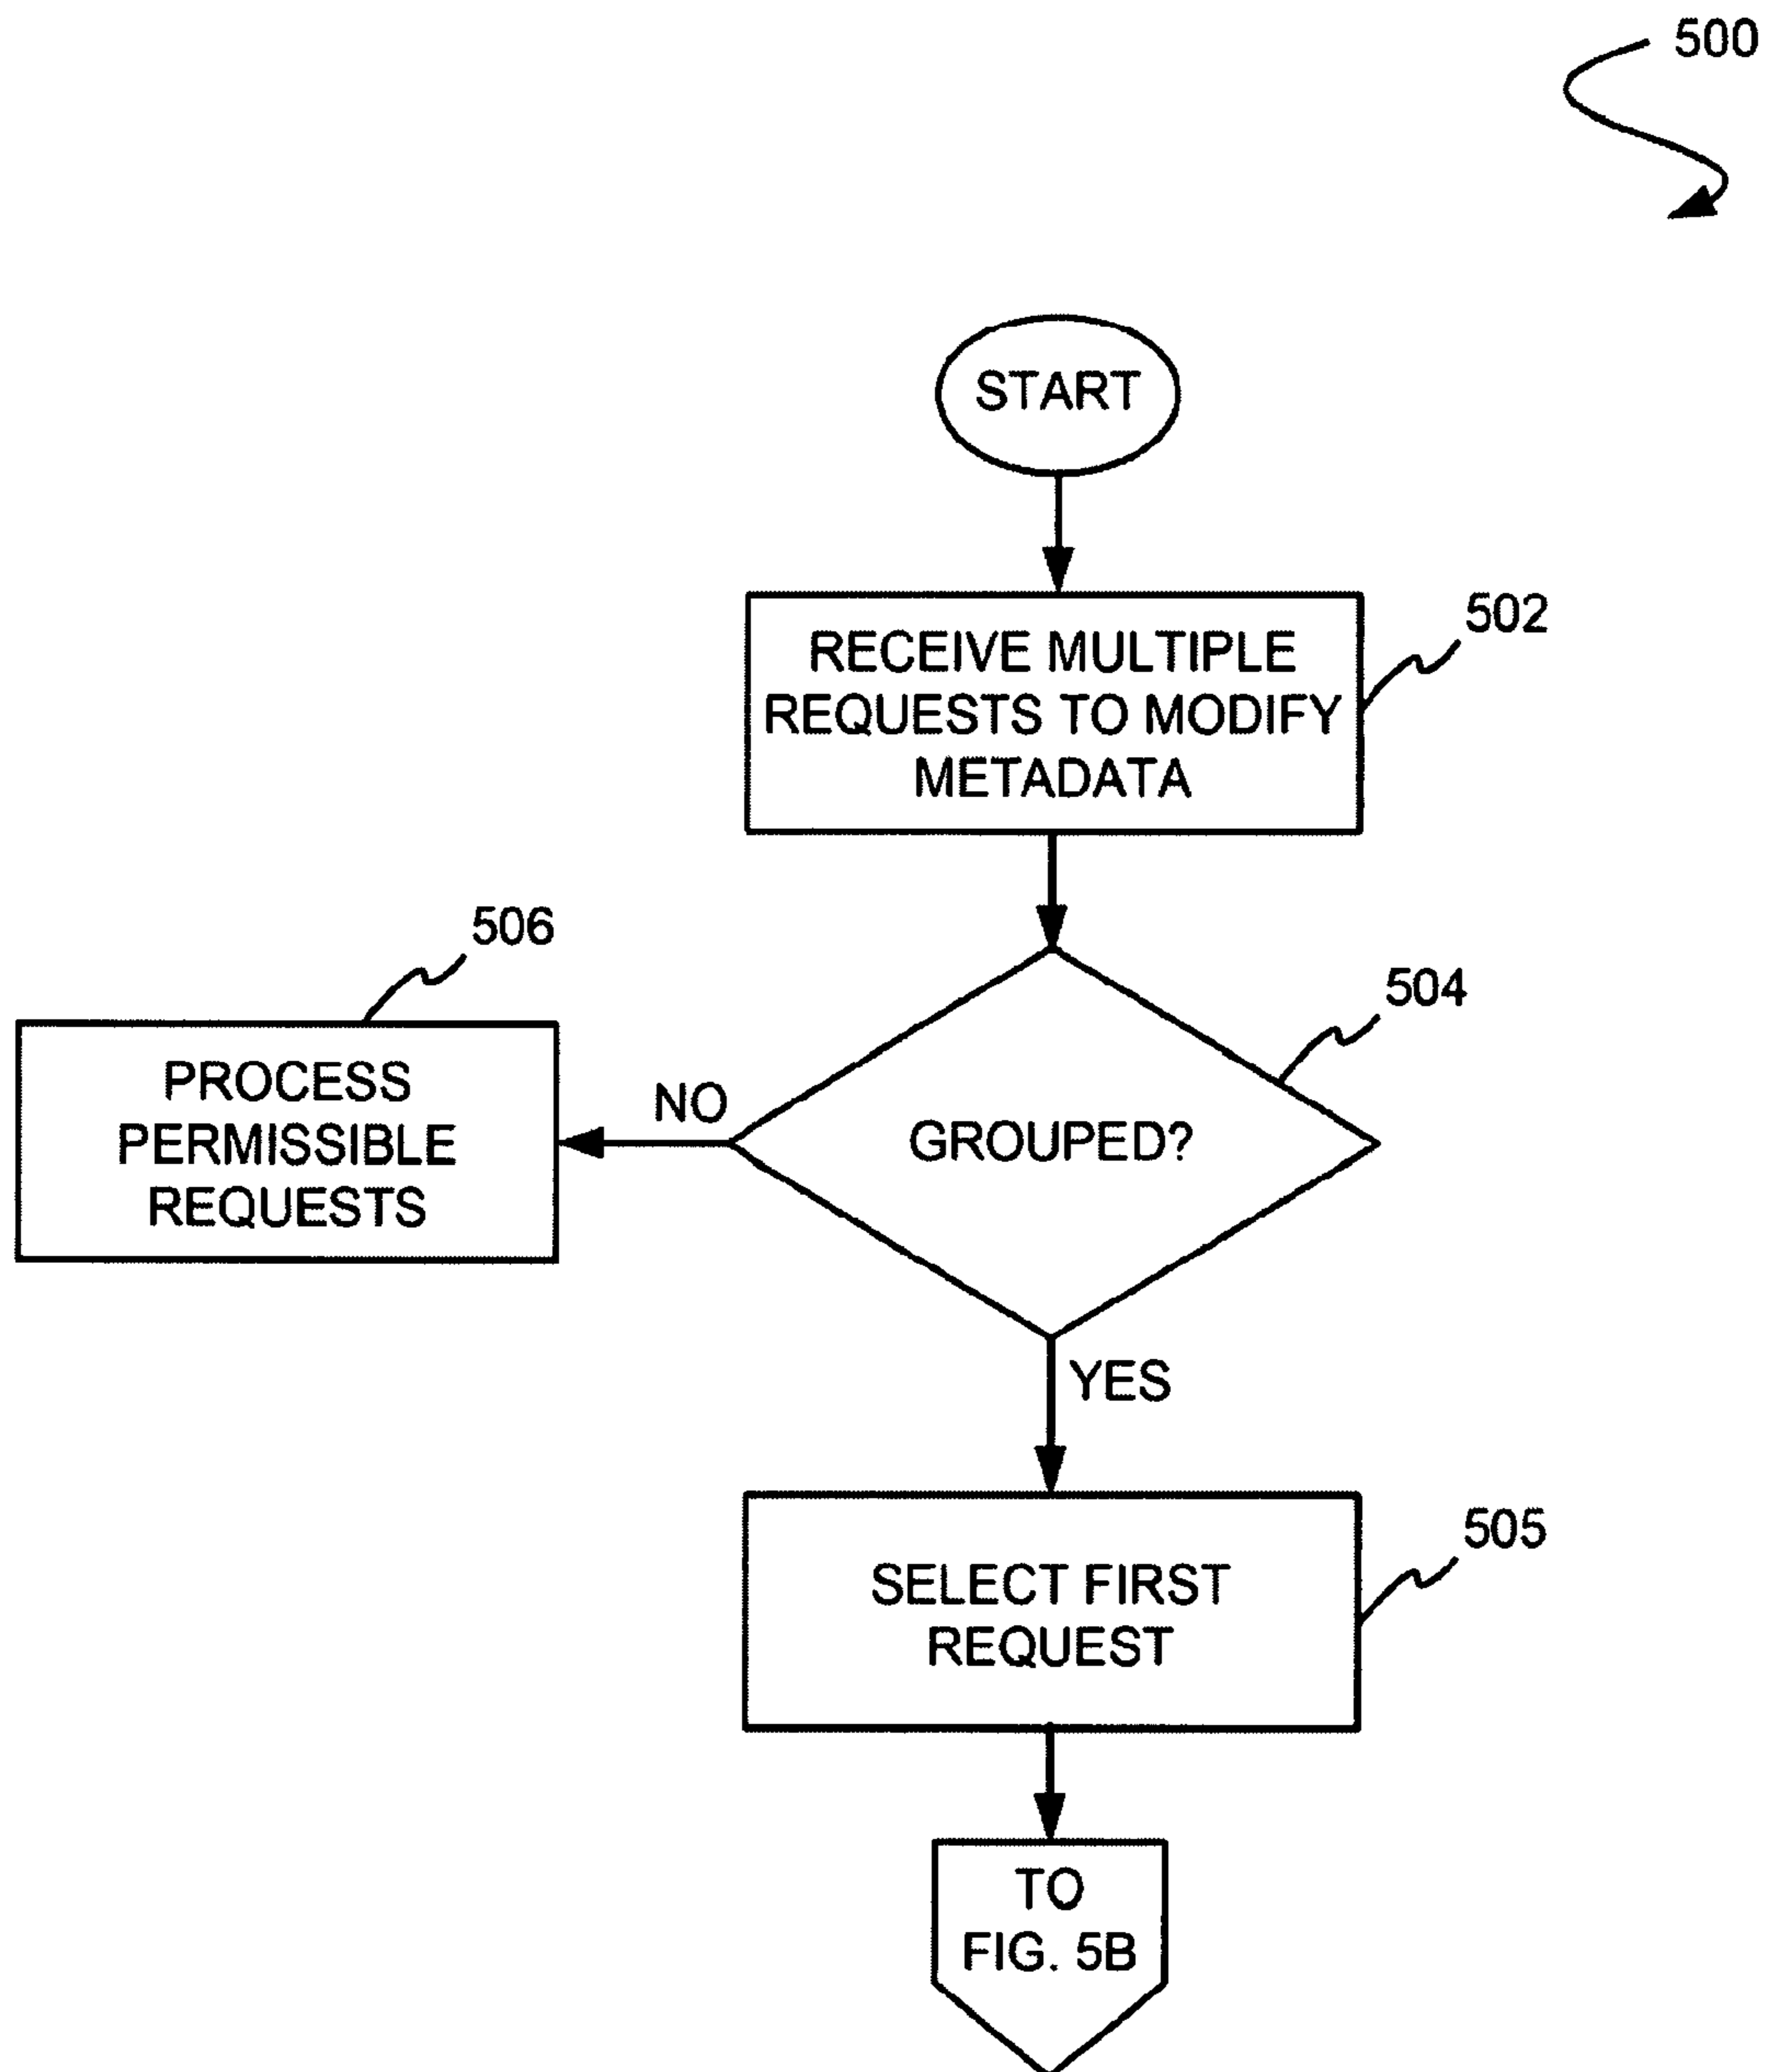 500
START
RECEIVE MULTIPLE
REQUESTS TO MODIFY
METADATA
502
506
504
PROCESS
PERMISSIBLE
REQUESTS
NO
GROUPED?
YES
505
SELECT FIRST
REQUEST
TO
FIG. 5B